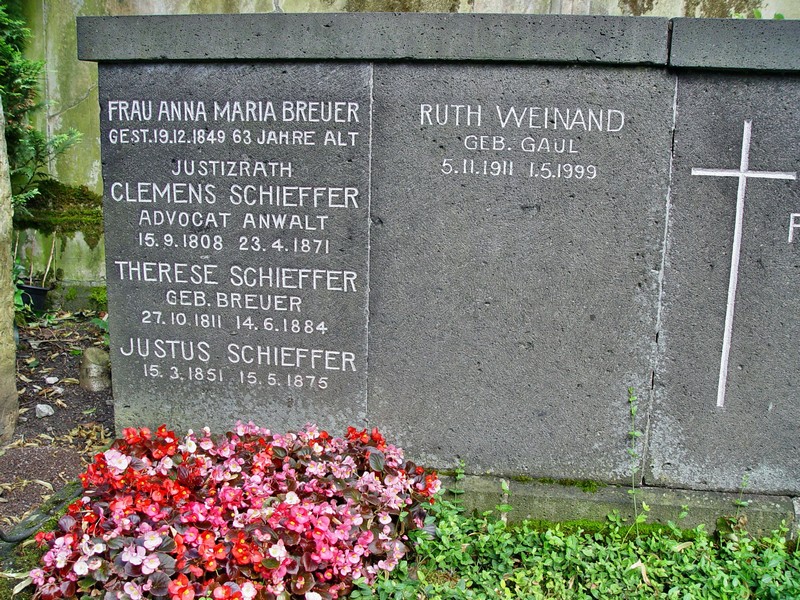 FRAU ANNA MARIA BREUER
GEST. 19.12.1849 63 JAHRE ALT
JUSTIZRATH
CLEMENS SCHIEFFER
ADVOCAT ANWALT
15.9.1808 23.4.1871
THERESE SCHIEFFER
GEB. BREUER
27.10.1811 14.6.1884
JUSTUS SCHIEFFER
15.3.1851 15.5.1875
RUTH WEINAND
GEB. GAUL
5.11.1911 1.5.1999